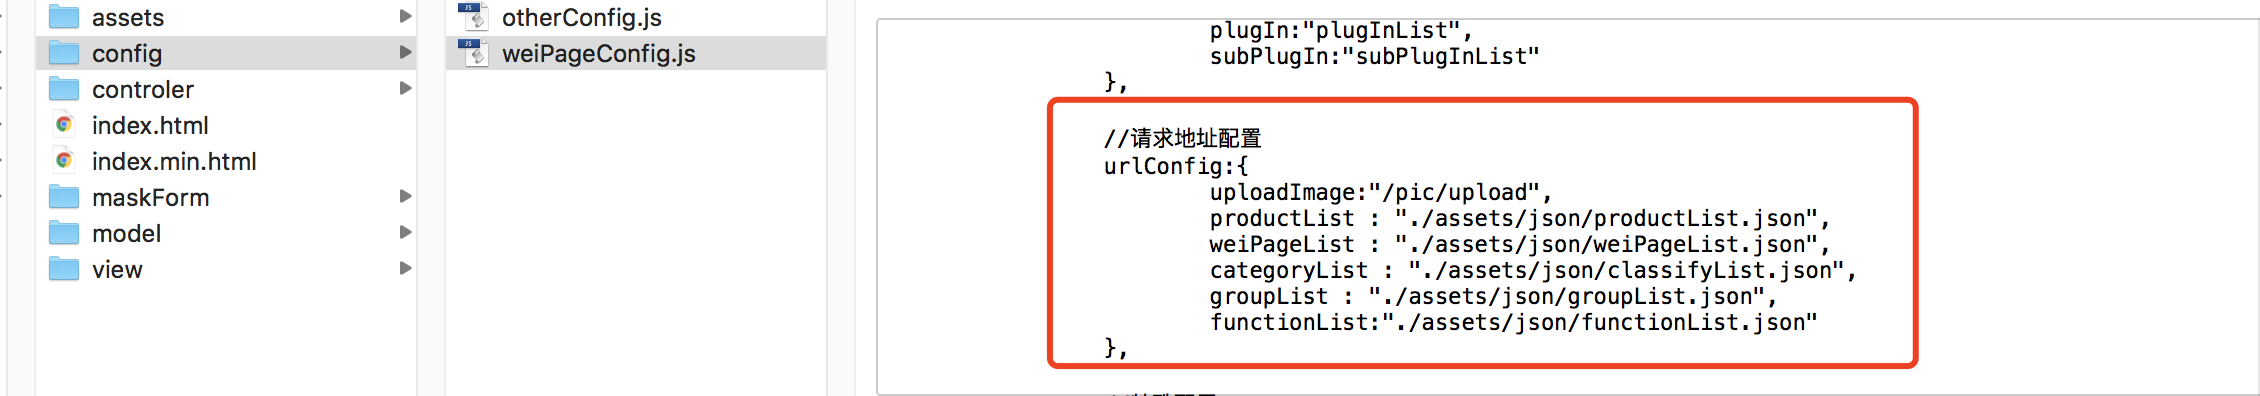 assets
config
controler
index.html
index.min.html
maskForm
model
view
JS
otherConfig.js
JS
weiPageConfig.js
plugIn:"plugInList",
subPlugIn:"subPlugInList"
},
//请求地址配置
urlConfig:{
uploadImage:"/pic/upload",
productList : "./assets/json/productList.json",
weiPageList : "./assets/json/weiPageList.json",
categoryList : "./assets/json/classifyList.json",
groupList : "./assets/json/groupList.json",
functionList:"./assets/json/functionList.json"
},